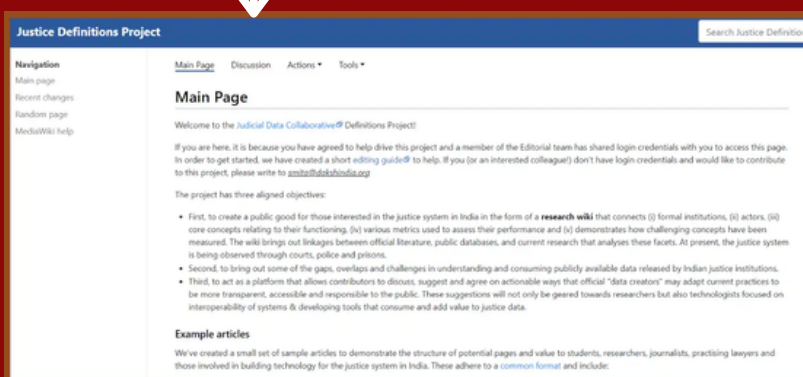 Justice Definitions Project
Search Justice Definition
Navigation
Main page
Recent changes
Random page
MediaWiki help
Main Page Discussion Actions Tools
Main Page
Welcome to the Judicial Data Collaborative Definitions Project!
If you are here, it is because you have agreed to help drive this project and a member of the Editorial team has shared login credentials with you to access this page.
In order to get started, we have created a short editing guide to help. If you (or an interested colleague!) don't have login credentials and would like to contribute
to this project, please write to smita@dakshindia.org
The project has three aligned objectives:
• First, to create a public good for those interested in the justice system in India in the form of a research wiki that connects (i) formal institutions, (ii) actors, (iii)
core concepts relating to their functioning, (iv) various metrics used to assess their performance and (v) demonstrates how challenging concepts have been
measured. The wiki brings out linkages between official literature, public databases, and current research that analyses these facets. At present, the justice system
is being observed through courts, police and prisons.
• Second, to bring out some of the gaps, overlaps and challenges in understanding and consuming publicly available data released by Indian justice institutions.
• Third, to act as a platform that allows contributors to discuss, suggest and agree on actionable ways that official "data creators" may adapt current practices to
be more transparent, accessible and responsible to the public. These suggestions will not only be geared towards researchers but also technologists focused on
interoperability of systems & developing tools that consume and add value to justice data.
Example articles
We've created a small set of sample articles to demonstrate the structure of potential pages and value to students, researchers, journalists, practising lawyers and
those involved in building technology for the justice system in India. These adhere to a common format and include: